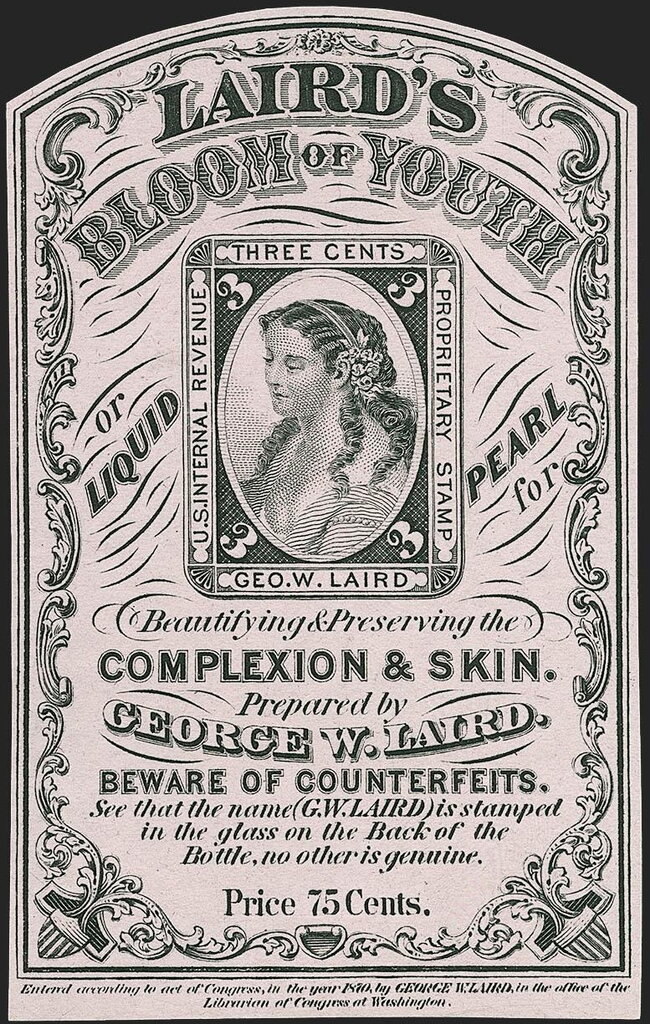 LAIRD'S
BLOOM OF YOUTH
THREE CENTS
3 3
U.S. INTERNAL REVENUE
PROPRIETARY STAMP
or
LIQUID
PEARL
for
3 3
GEO. W. LAIRD
Beautifying & Preserving the
COMPLEXION & SKIN.
Prepared by
GEORGE W. LAIRD.
BEWARE OF COUNTERFEITS.
See that the name (G.W. LAIRD) is stamped
in the glass on the Back of the
Bottle, no other is genuine.
Price 75 Cents.
Enterd according to act of Congress, in the year 1870, by GEORGE W. LAIRD, in the office of the
Librarian of Congress at Washington.